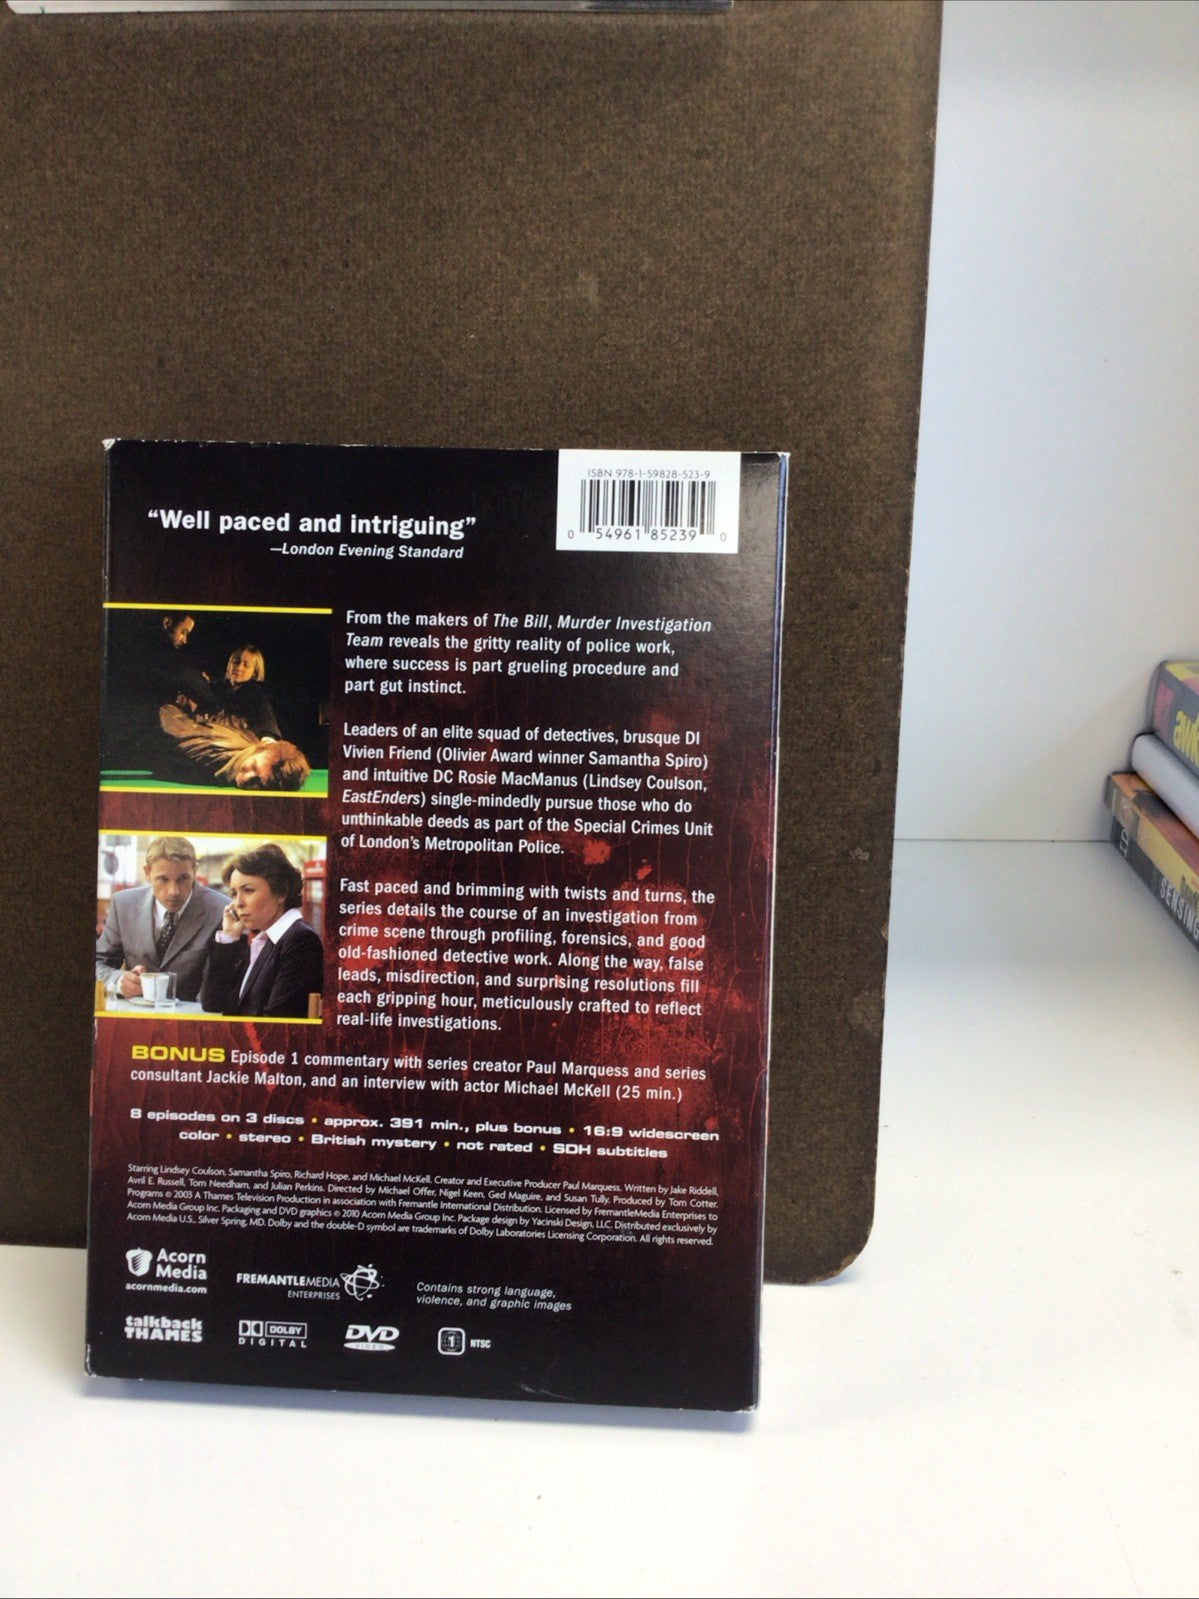 ISBN 978-1-59828-523-9
0 54961 85239 0
“Well paced and intriguing”
—London Evening Standard
From the makers of The Bill, Murder Investigation
Team reveals the gritty reality of police work,
where success is part grueling procedure and
part gut instinct.
Leaders of an elite squad of detectives, brusque DI
Vivien Friend (Olivier Award winner Samantha Spiro)
and intuitive DC Rosie MacManus (Lindsey Coulson,
EastEnders) single-mindedly pursue those who do
unthinkable deeds as part of the Special Crimes Unit
of London's Metropolitan Police.
Fast paced and brimming with twists and turns, the
series details the course of an investigation from
crime scene through profiling, forensics, and good
old-fashioned detective work. Along the way, false
leads, misdirection, and surprising resolutions fill
each gripping hour, meticulously crafted to reflect
real-life investigations.
BONUS Episode 1 commentary with series creator Paul Marquess and series
consultant Jackie Malton, and an interview with actor Michael McKell (25 min.)
8 episodes on 3 discs • approx. 391 min., plus bonus • 16:9 widescreen
color • stereo • British mystery • not rated • SDH subtitles
Starring Lindsey Coulson, Samantha Spiro, Richard Hope, and Michael McKell. Creator and Executive Producer Paul Marquess. Written by Jake Riddell,
Avril E. Russell, Tom Needham, and Julian Perkins. Directed by Michael Offer, Nigel Keen, Ged Maguire, and Susan Tully. Produced by Tom Cotter.
Programs © 2003 A Thames Television Production in association with Fremantle International Distribution. Licensed by FremantleMedia Enterprises to
Acorn Media Group Inc. Packaging and DVD graphics © 2010 Acorn Media Group Inc. Package design by Yacinski Design, LLC. Distributed exclusively by
Acorn Media U.S., Silver Spring, MD. Dolby and the double-D symbol are trademarks of Dolby Laboratories Licensing Corporation. All rights reserved.
Acorn
Media
acornmedia.com
FREMANTLEMEDIA
ENTERPRISES
Contains strong language,
violence, and graphic images
talkback
THAMES
DOLBY
DIGITAL
DVD
VIDEO
1 NTSC
SENSING